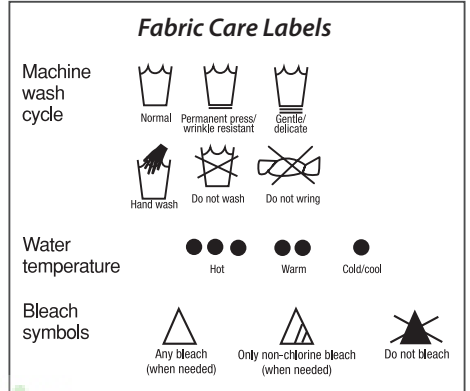 Fabric Care Labels
Machine
wash
cycle
Normal
Permanent press/
wrinkle resistant
Gentle/
delicate
Hand wash
Do not wash
Do not wring
Water
temperature
Hot
Warm
Cold/cool
Bleach
symbols
Any bleach
(when needed)
Only non-chlorine bleach
(when needed)
Do not bleach